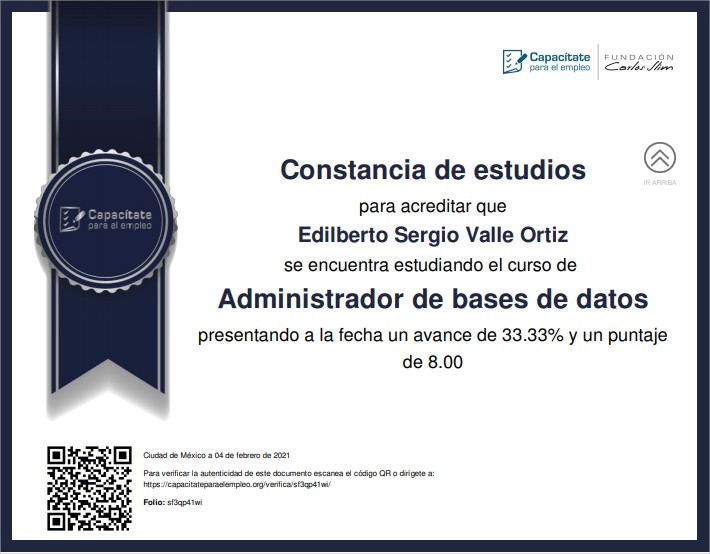 Capacítate
para el empleo
FUNDACIÓN
Carlos Slim
IR ARRIBA
Constancia de estudios
para acreditar que
Edilberto Sergio Valle Ortiz
se encuentra estudiando el curso de
Administrador de bases de datos
presentando a la fecha un avance de 33.33% y un puntaje
de 8.00
Capacítate
para el empleo
Ciudad de México a 04 de febrero de 2021
Para verificar la autenticidad de este documento escanea el código QR o dirígete a:
https://capacitateparaelempleo.org/verifica/sf3qp41wi/
Folio: sf3qp41wi